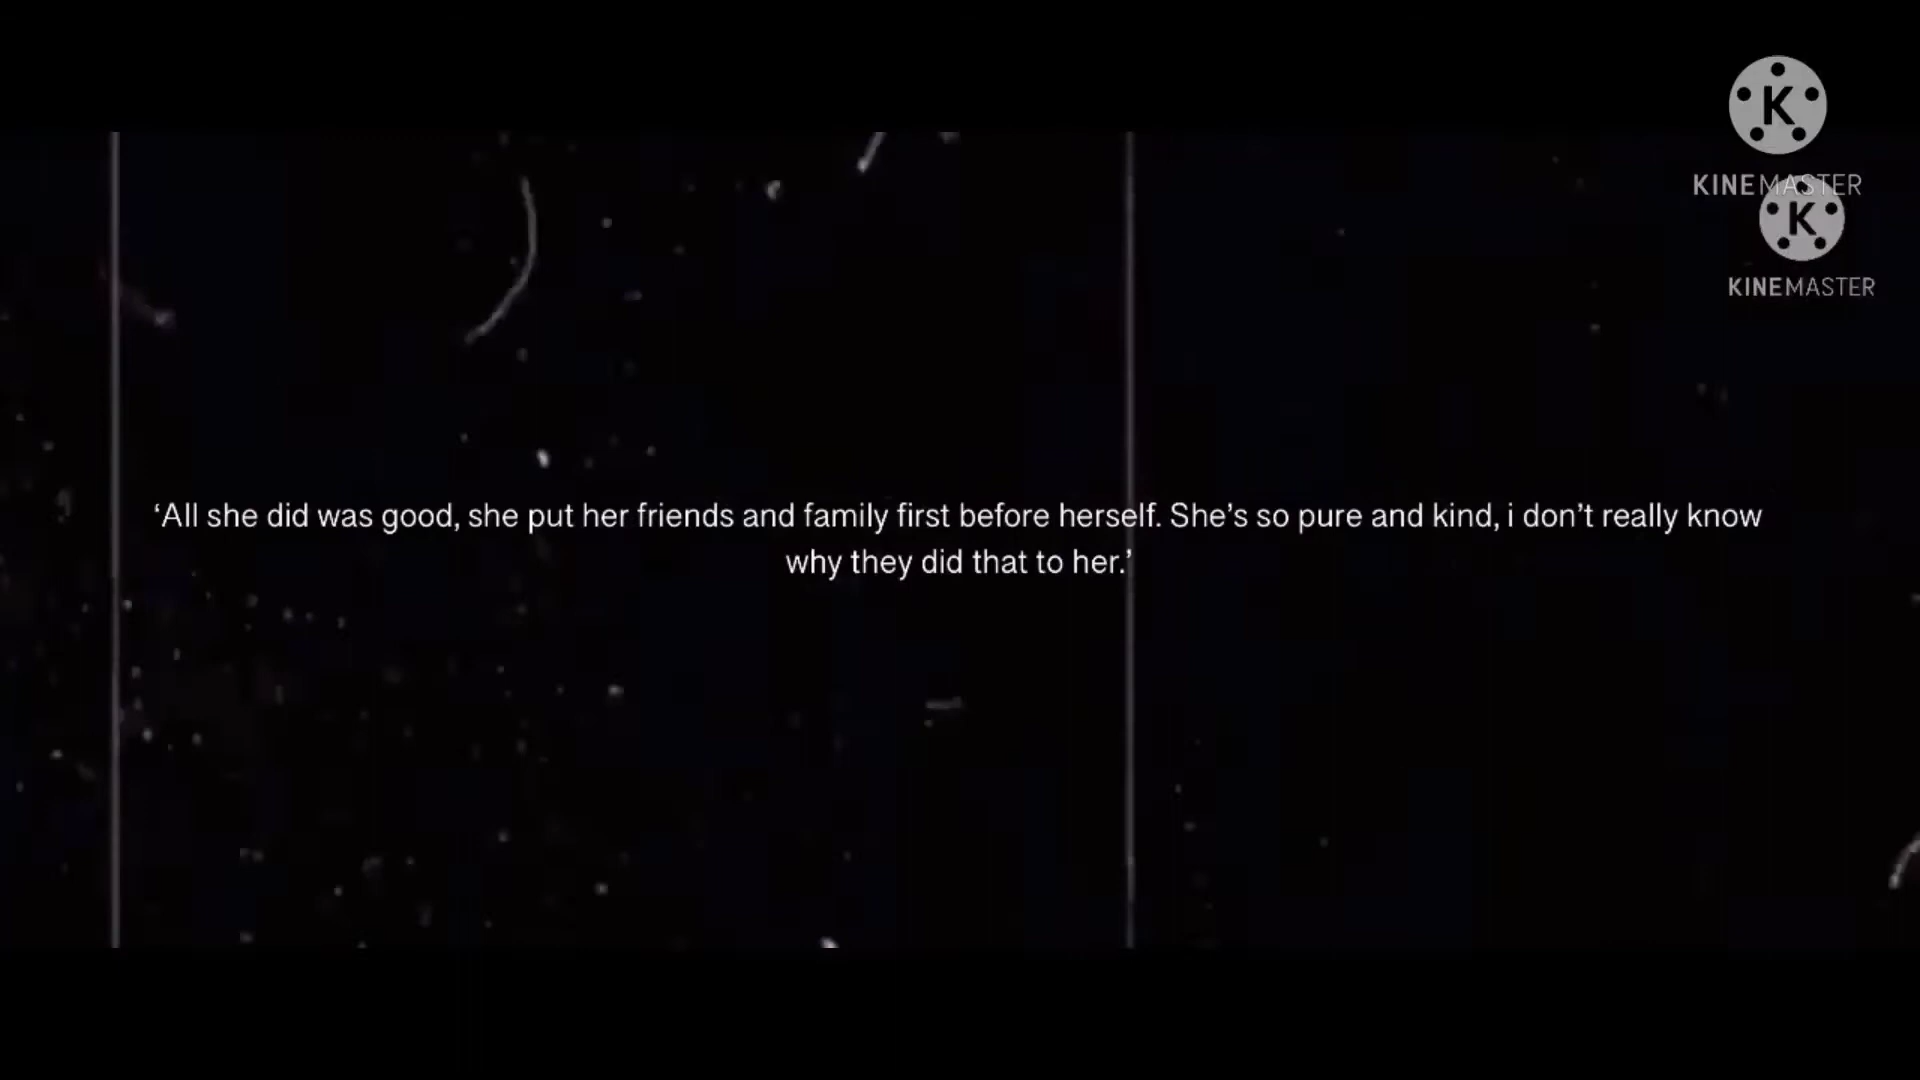 K
KINEMASTER
K
KINEMASTER
‘All she did was good, she put her friends and family first before herself. She’s so pure and kind, i don’t really know
why they did that to her.’